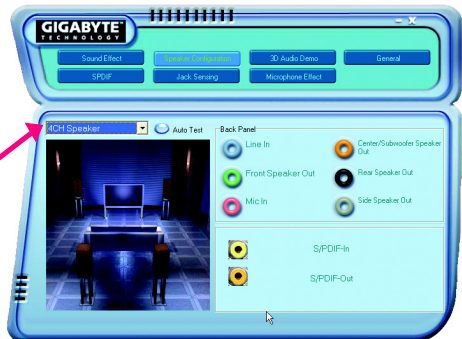 GIGABYTE™
TECHNOLOGY
Sound Effect
Speaker Configuration
3D Audio Demo
General
SPDIF
Jack Sensing
Microphone Effect
4CH Speaker
Auto Test
Back Panel
Line In
Center/Subwoofer Speaker
Out
Front Speaker Out
Rear Speaker Out
Mic In
Side Speaker Out
S/PDIF-In
S/PDIF-Out